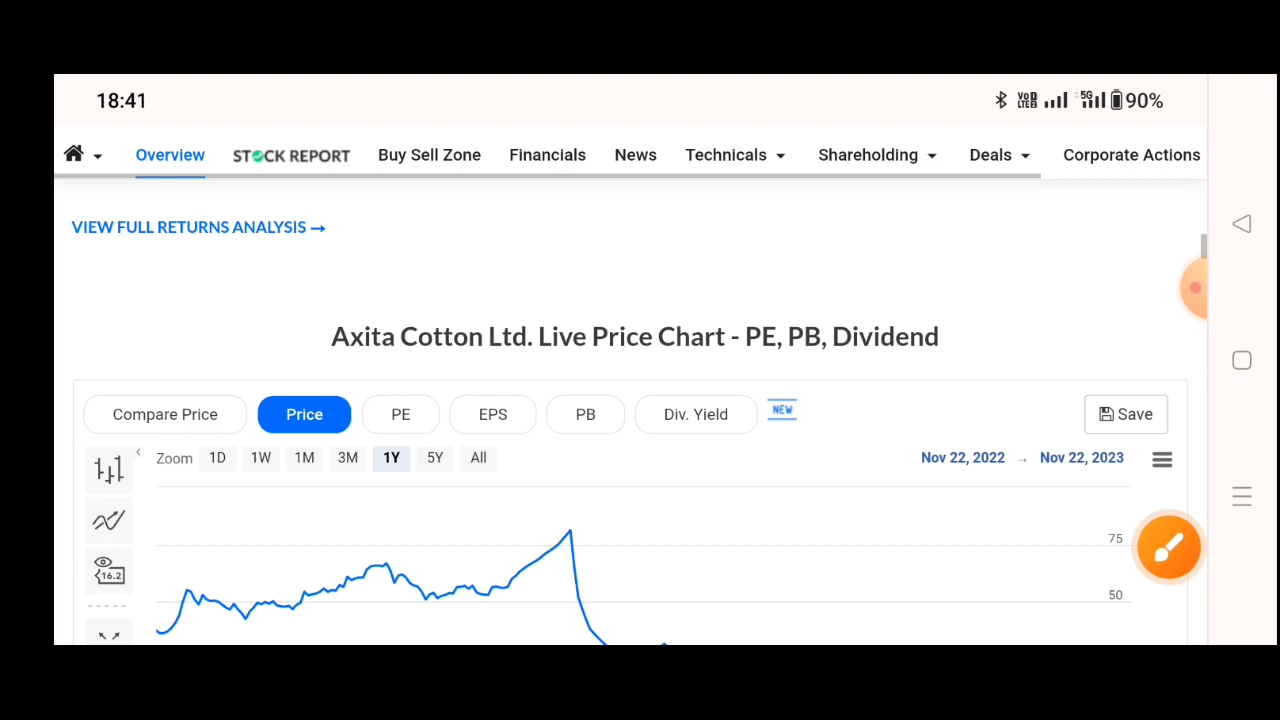 18:41
VoD LTE2 5G 90%
Overview STOCK REPORT Buy Sell Zone Financials News Technicals Shareholding Deals Corporate Actions
VIEW FULL RETURNS ANALYSIS →
Axita Cotton Ltd. Live Price Chart - PE, PB, Dividend
Compare Price Price PE EPS PB Div. Yield NEW Save
Zoom 1D 1W 1M 3M 1Y 5Y All Nov 22, 2022 → Nov 22, 2023
75
16.2
50